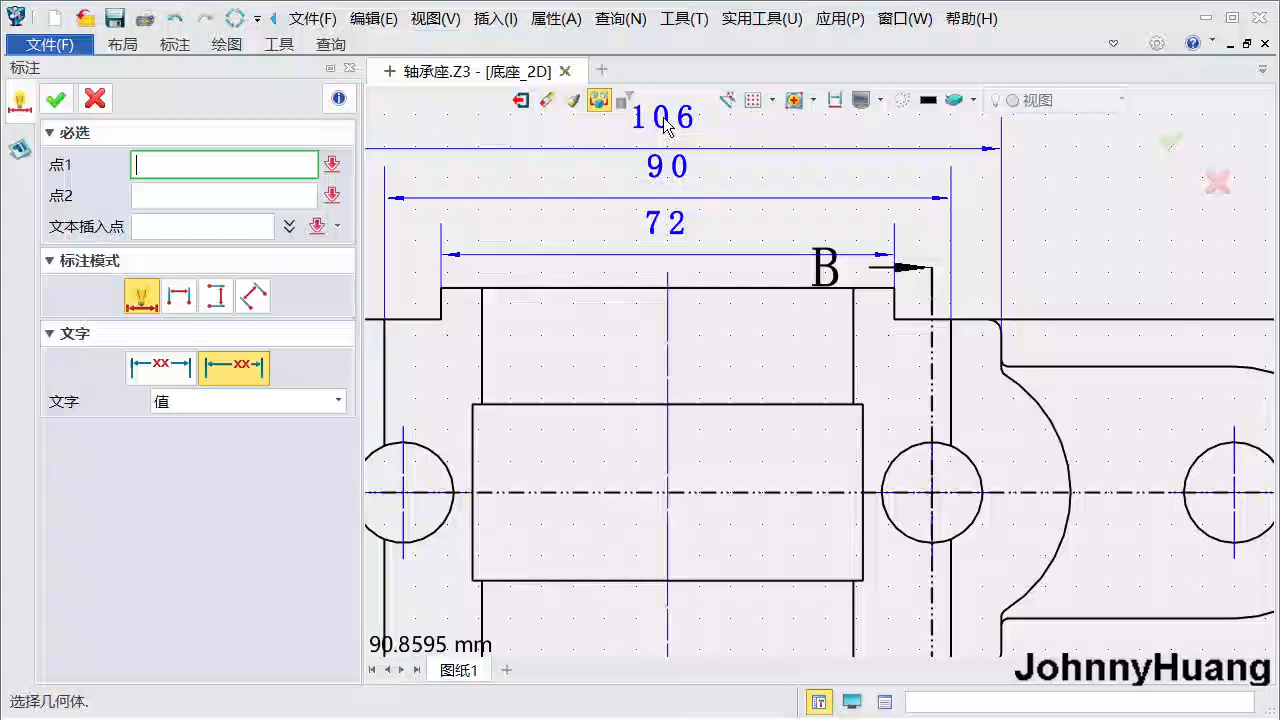 文件(F) 编辑(E) 视图(V) 插入(I) 属性(A) 查询(N) 工具(T) 实用工具(U) 应用(P) 窗口(W) 帮助(H)
文件(F) 布局 标注 绘图 工具 查询
标注
轴承座.Z3 - [底座_2D]
视图
必选
点1
点2
文本插入点
标注模式
文字
XX XX
文字 值
106
90
72
B
90.8595 mm
图纸1
JohnnyHuang
选择几何体.